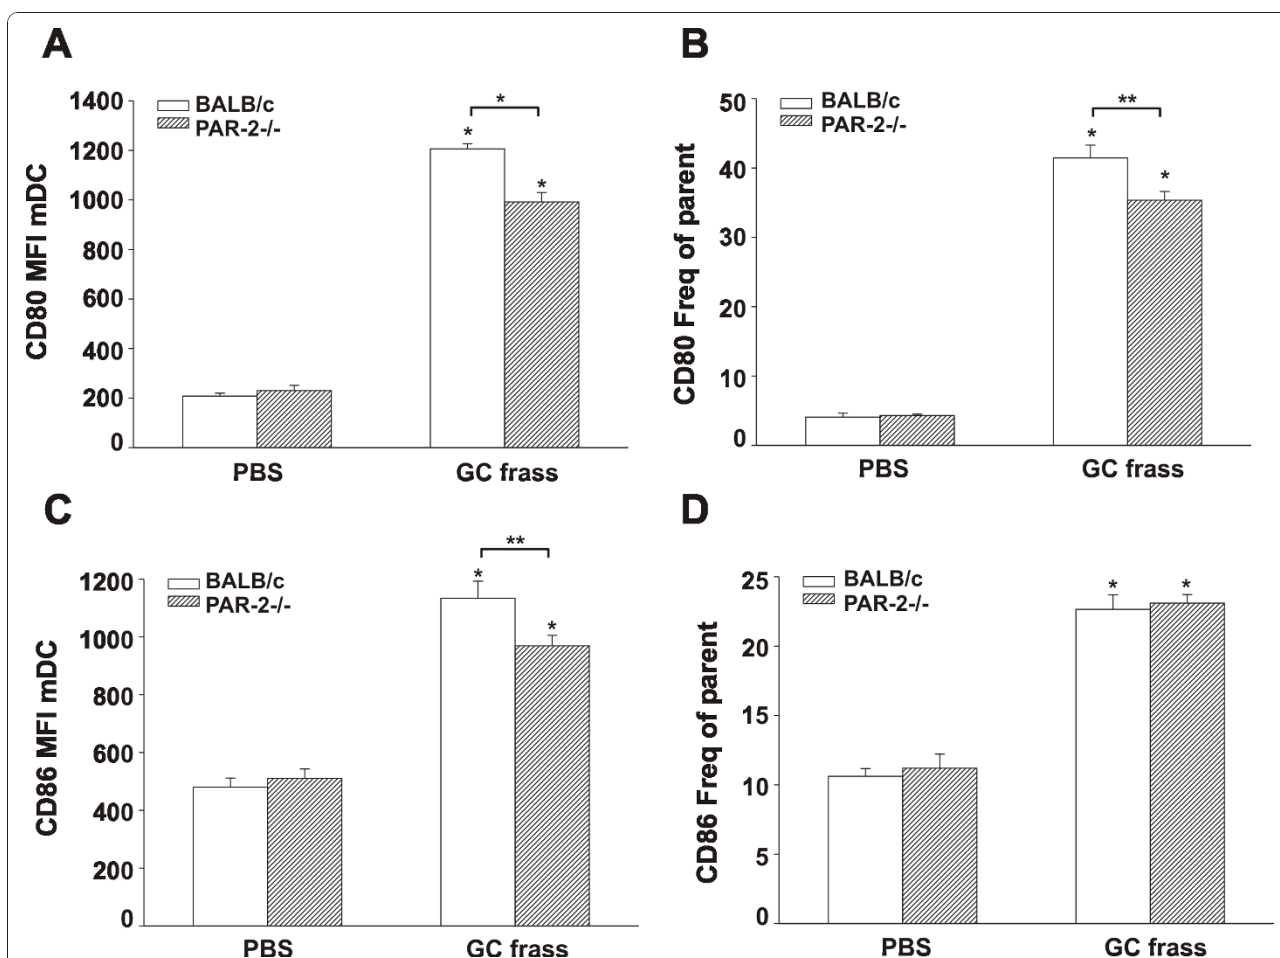 A
CD80 MFI mDC
1400
1200
1000
800
600
400
200
0
BALB/c
PAR-2-/-
*
*
*
PBS
GC frass
B
CD80 Freq of parent
50
40
30
20
10
0
BALB/c
PAR-2-/-
**
*
*
PBS
GC frass
C
CD86 MFI mDC
1200
1000
800
600
400
200
0
BALB/c
PAR-2-/-
**
*
*
PBS
GC frass
D
CD86 Freq of parent
25
20
15
10
5
0
BALB/c
PAR-2-/-
*
*
PBS
GC frass